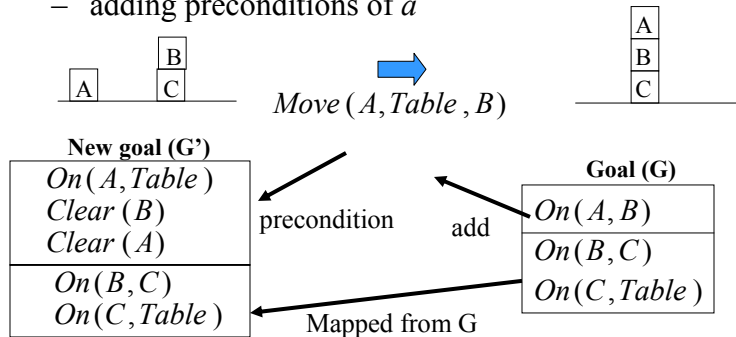 – adding preconditions of a
A
B
C
Move(A,Table,B)
A
B
C
New goal (G’)
On(A,Table)
Clear(B)
Clear(A)
On(B,C)
On(C,Table)
precondition
add
Mapped from G
Goal (G)
On(A,B)
On(B,C)
On(C,Table)